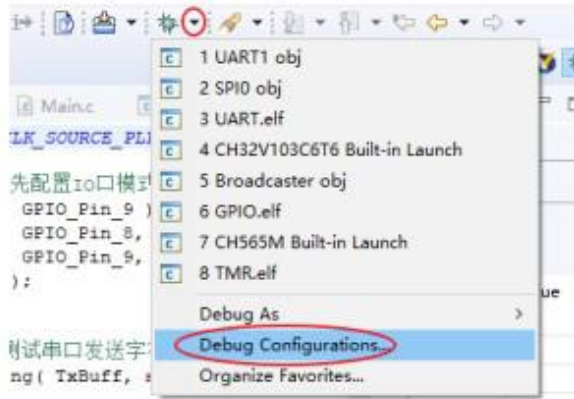 1 UART1 obj
2 SPI0 obj
Main.c
3 UART.elf
LK_SOURCE_PLI
4 CH32V103C6T6 Built-in Launch
先配置IO口模式
5 Broadcaster obj
GPIO_Pin_9 )
6 GPIO.elf
GPIO_Pin_8,
7 CH565M Built-in Launch
GPIO_Pin_9,
);
8 TMR.elf
ue
Debug As
测试串口发送字
Debug Configurations...
ng( TxBuff, s
Organize Favorites...